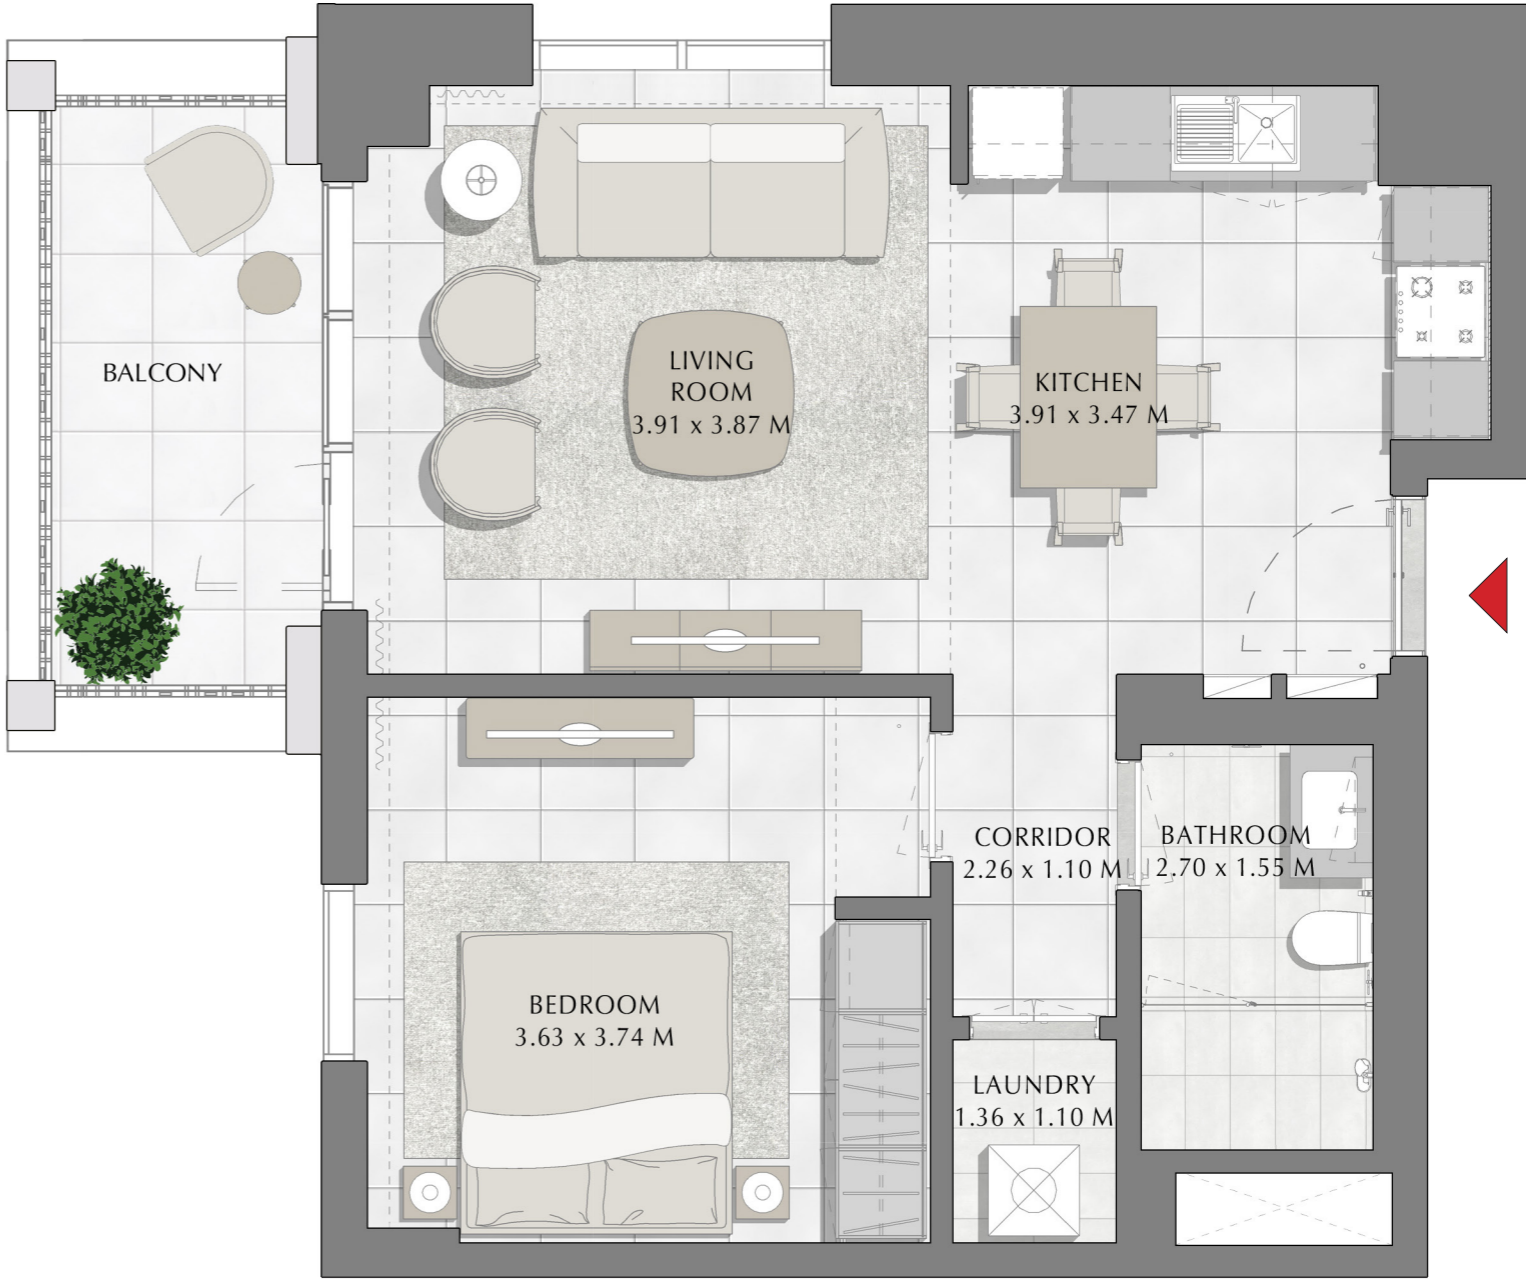 BALCONY
LIVING
ROOM
3.91 x 3.87 M
KITCHEN
3.91 x 3.47 M
CORRIDOR
2.26 x 1.10 M
BATHROOM
2.70 x 1.55 M
BEDROOM
3.63 x 3.74 M
LAUNDRY
1.36 x 1.10 M